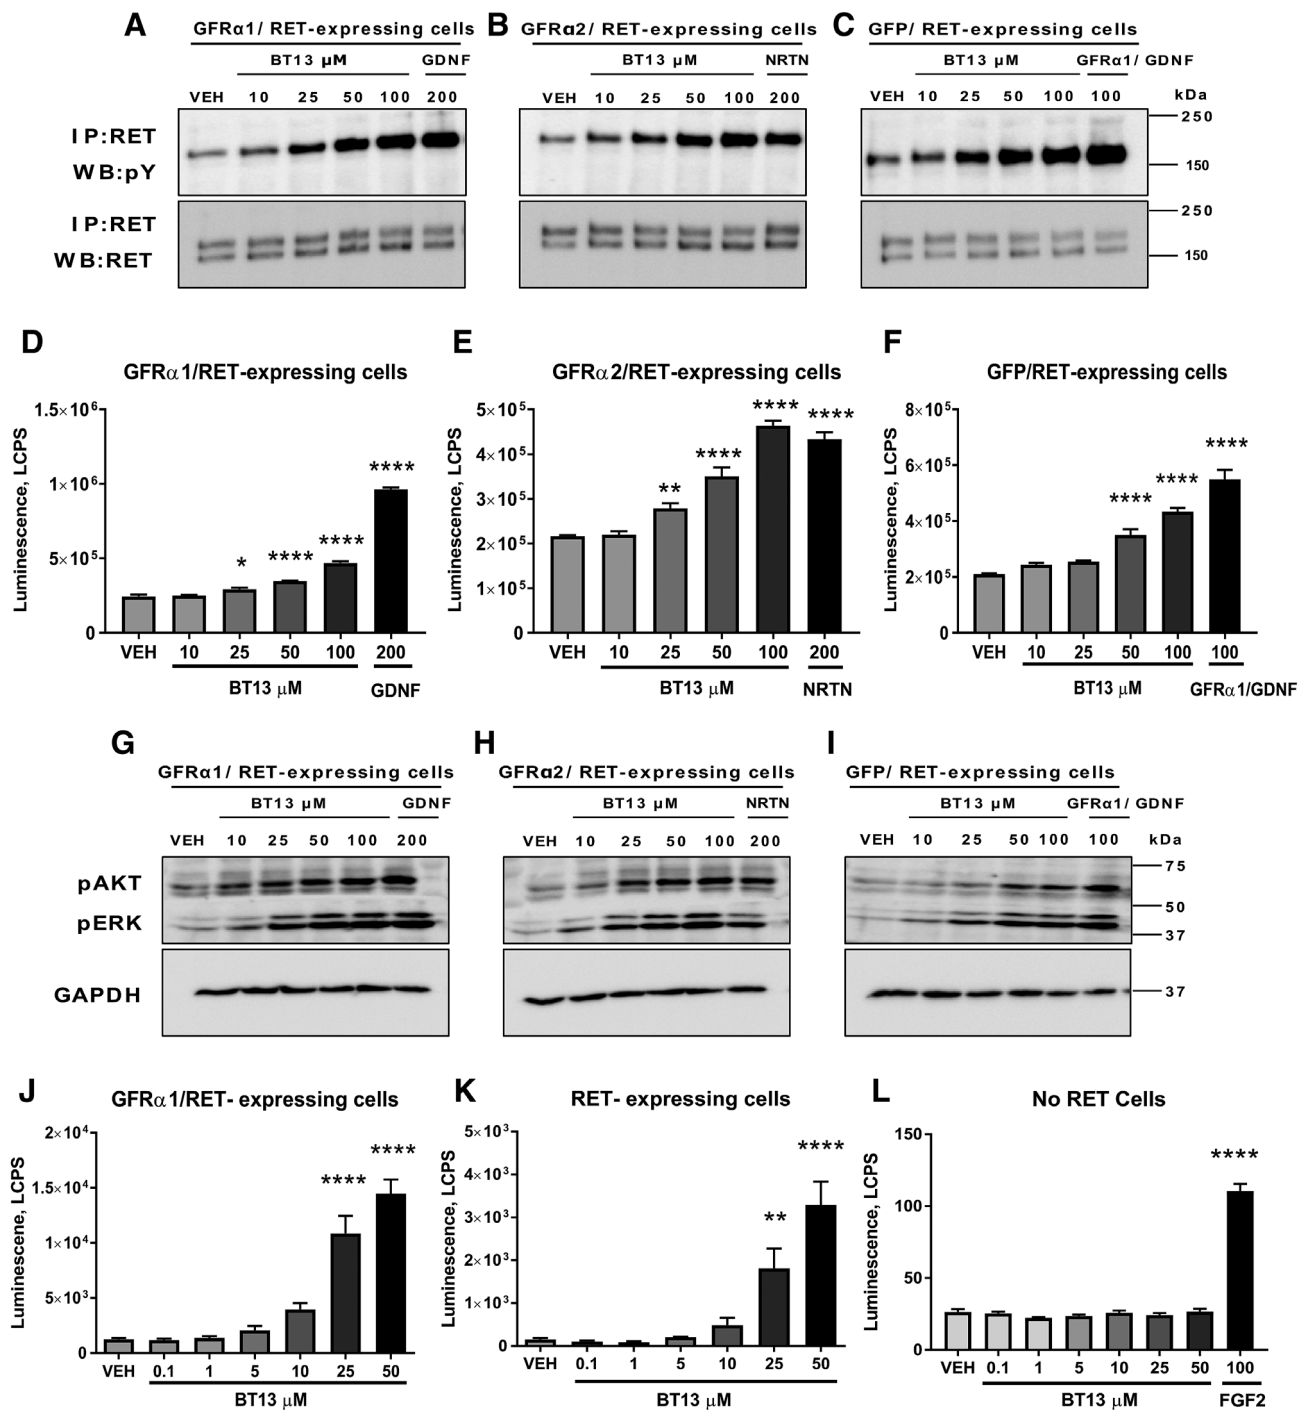 A GFRα1/ RET-expressing cells
BT13 µM GDNF
VEH 10 25 50 100 200
B GFRα2/ RET-expressing cells
BT13 µM NRTN
VEH 10 25 50 100 200
C GFP/ RET-expressing cells
BT13 µM GFRα1/ GDNF
VEH 10 25 50 100 100 kDa
IP:RET
WB:pY
250
150
IP:RET
WB:RET
250
150
D
GFRα1/RET-expressing cells
Luminescence, LCPS
1.5×10⁶
1×10⁶
5×10⁵
0
* **** **** ****
VEH 10 25 50 100 200
BT13 µM GDNF
E
GFRα2/RET-expressing cells
Luminescence, LCPS
5×10⁵
4×10⁵
3×10⁵
2×10⁵
1×10⁵
0
** **** **** ****
VEH 10 25 50 100 200
BT13 µM NRTN
F
GFP/RET-expressing cells
Luminescence, LCPS
8×10⁵
6×10⁵
4×10⁵
2×10⁵
0
**** **** ****
VEH 10 25 50 100 100
BT13 µM GFRα1/GDNF
G
GFRα1/ RET-expressing cells
BT13 µM GDNF
VEH 10 25 50 100 200
H
GFRα2/ RET-expressing cells
BT13 µM NRTN
VEH 10 25 50 100 200
I
GFP/ RET-expressing cells
BT13 µM GFRα1/ GDNF
VEH 10 25 50 100 100 kDa
pAKT
pERK
75
50
37
GAPDH
37
J
GFRα1/RET- expressing cells
Luminescene, LCPS
2×10⁴
1.5×10⁴
1×10⁴
5×10³
0
**** ****
VEH 0.1 1 5 10 25 50
BT13 µM
K
RET- expressing cells
Luminescence, LCPS
5×10³
4×10³
3×10³
2×10³
1×10³
0
** ****
VEH 0.1 1 5 10 25 50
BT13 µM
L
No RET Cells
Luminescence, LCPS
150
100
50
0
****
VEH 0.1 1 5 10 25 50 100
BT13 µM FGF2